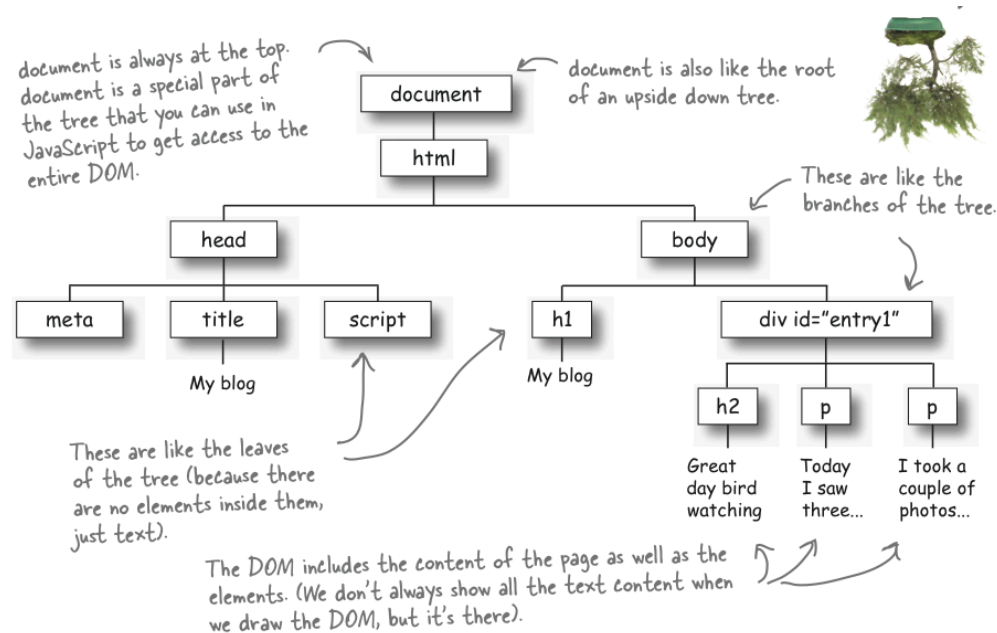 document is always at the top.
document is a special part of
the tree that you can use in
JavaScript to get access to the
entire DOM.
document
document is also like the root
of an upside down tree.
html
These are like the
branches of the tree.
head
body
meta
title
script
h1
div id="entry1"
My blog
My blog
h2
p
p
These are like the leaves
of the tree (because there
are no elements inside them,
just text).
Great
day bird
watching
Today
I saw
three...
I took a
couple of
photos...
The DOM includes the content of the page as well as the
elements. (We don't always show all the text content when
we draw the DOM, but it's there).